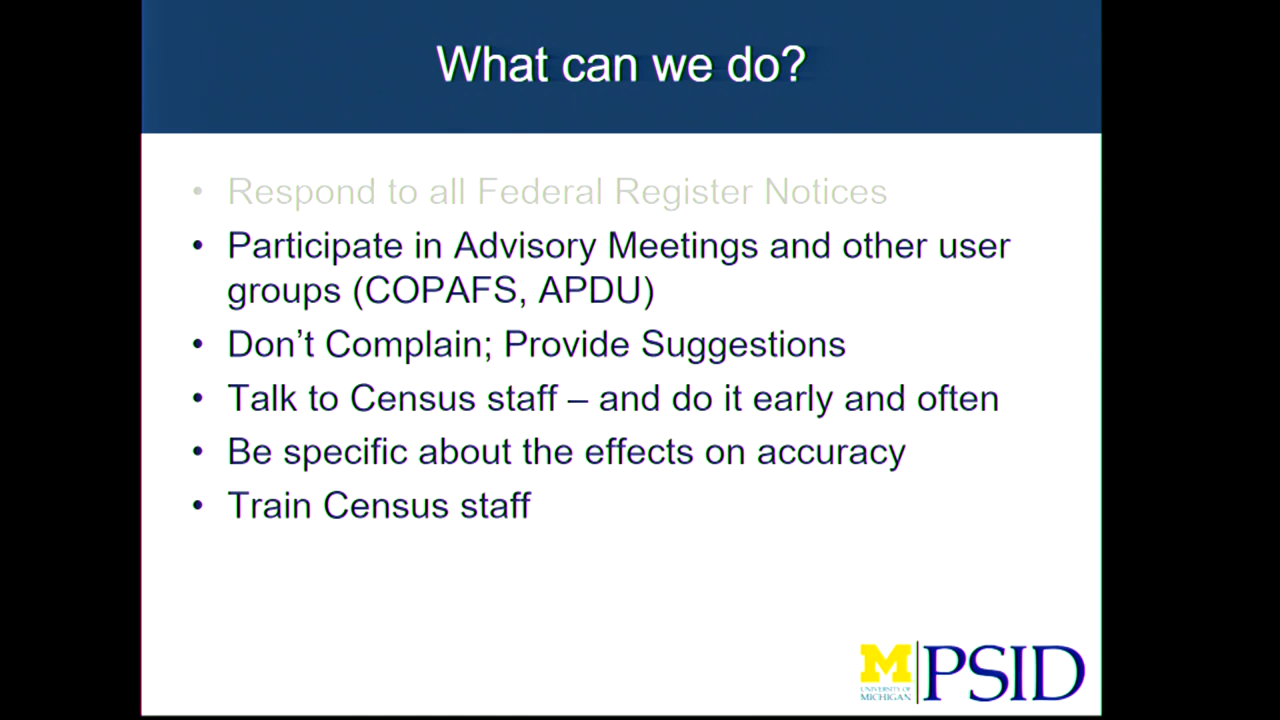 What can we do?
• Respond to all Federal Register Notices
• Participate in Advisory Meetings and other user
groups (COPAFS, APDU)
• Don't Complain; Provide Suggestions
• Talk to Census staff – and do it early and often
• Be specific about the effects on accuracy
• Train Census staff
M PSID
UNIVERSITY OF
MICHIGAN